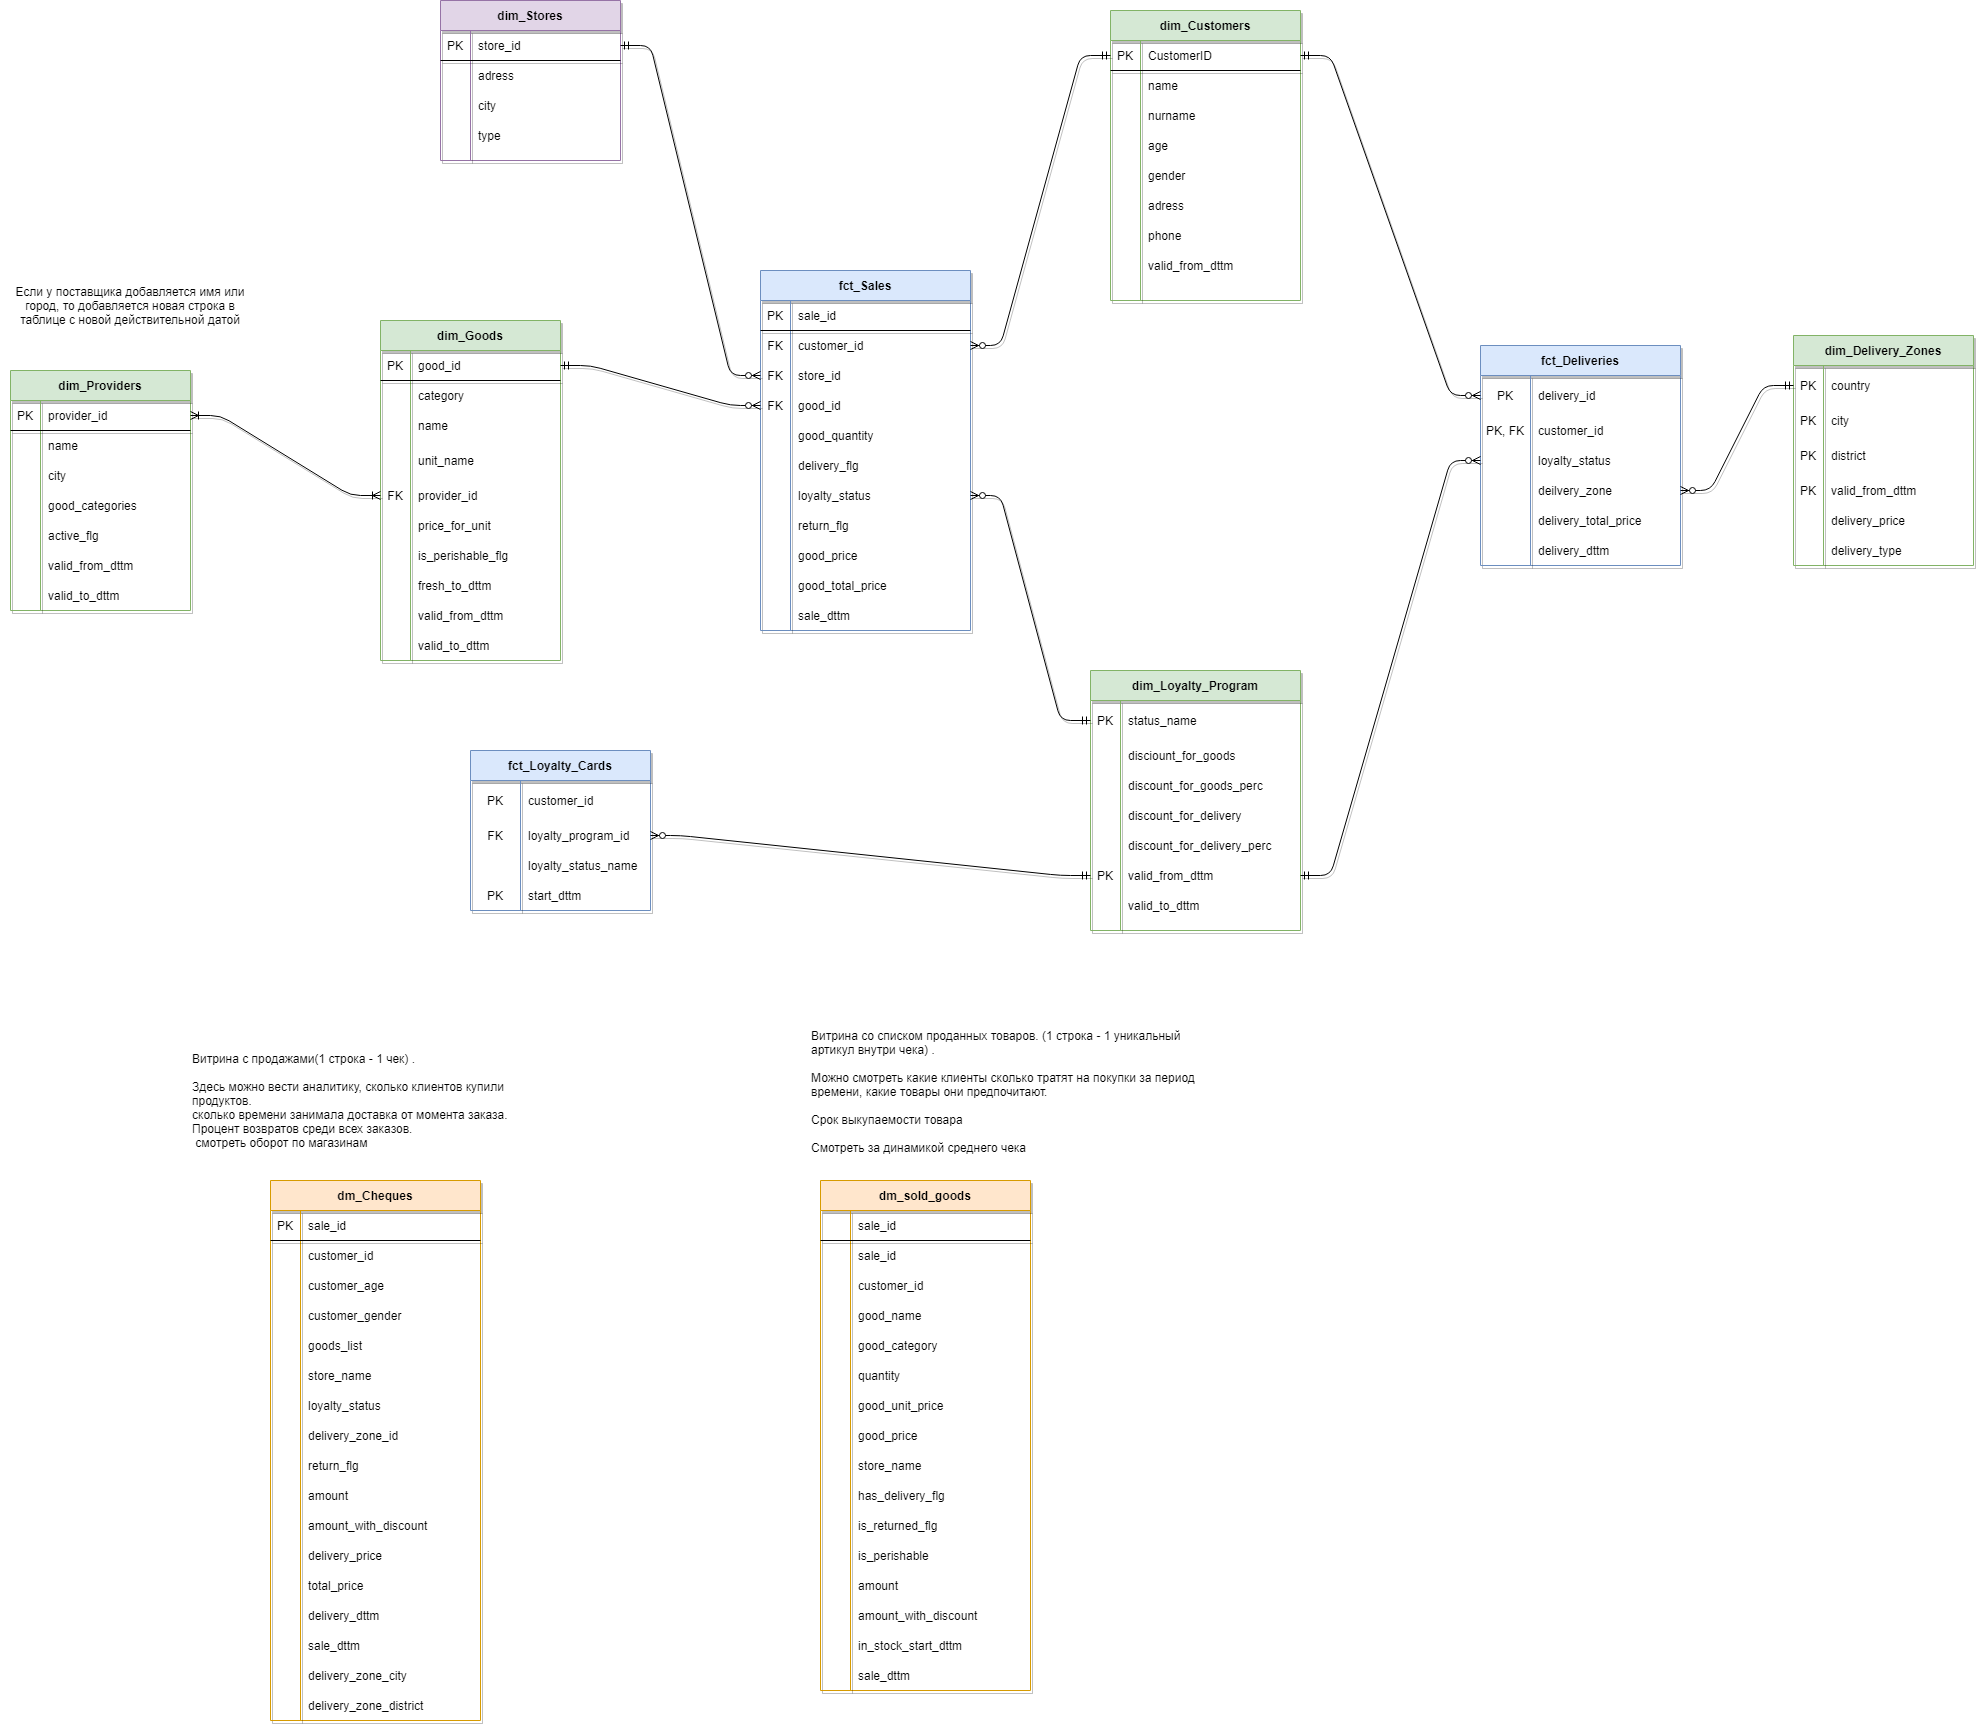 dim_Stores
PK store_id
adress
city
type
dim_Customers
PK CustomerID
name
nurname
age
gender
adress
phone
valid_from_dttm
Если у поставщика добавляется имя или
город, то добавляется новая строка в
таблице с новой действительной датой
dim_Providers
PK provider_id
name
city
good_categories
active_flg
valid_from_dttm
valid_to_dttm
dim_Goods
PK good_id
category
name
unit_name
FK provider_id
price_for_unit
is_perishable_flg
fresh_to_dttm
valid_from_dttm
valid_to_dttm
fct_Sales
PK sale_id
FK customer_id
FK store_id
FK good_id
good_quantity
delivery_flg
loyalty_status
return_flg
good_price
good_total_price
sale_dttm
fct_Deliveries
PK delivery_id
PK, FK customer_id
loyalty_status
deilvery_zone
delivery_total_price
delivery_dttm
dim_Delivery_Zones
PK country
PK city
PK district
PK valid_from_dttm
delivery_price
delivery_type
fct_Loyalty_Cards
PK customer_id
FK loyalty_program_id
loyalty_status_name
PK start_dttm
dim_Loyalty_Program
PK status_name
disciount_for_goods
discount_for_goods_perc
discount_for_delivery
discount_for_delivery_perc
PK valid_from_dttm
valid_to_dttm
Витрина с продажами(1 строка - 1 чек) .
Здесь можно вести аналитику, сколько клиентов купили
продуктов.
сколько времени занимала доставка от момента заказа.
Процент возвратов среди всех заказов.
смотреть оборот по магазинам
dm_Cheques
PK sale_id
customer_id
customer_age
customer_gender
goods_list
store_name
loyalty_status
delivery_zone_id
return_flg
amount
amount_with_discount
delivery_price
total_price
delivery_dttm
sale_dttm
delivery_zone_city
delivery_zone_district
Витрина со списком проданных товаров. (1 строка - 1 уникальный
артикул внутри чека) .
Можно смотреть какие клиенты сколько тратят на покупки за период
времени, какие товары они предпочитают.
Срок выкупаемости товара
Смотреть за динамикой среднего чека
dm_sold_goods
sale_id
sale_id
customer_id
good_name
good_category
quantity
good_unit_price
good_price
store_name
has_delivery_flg
is_returned_flg
is_perishable
amount
amount_with_discount
in_stock_start_dttm
sale_dttm